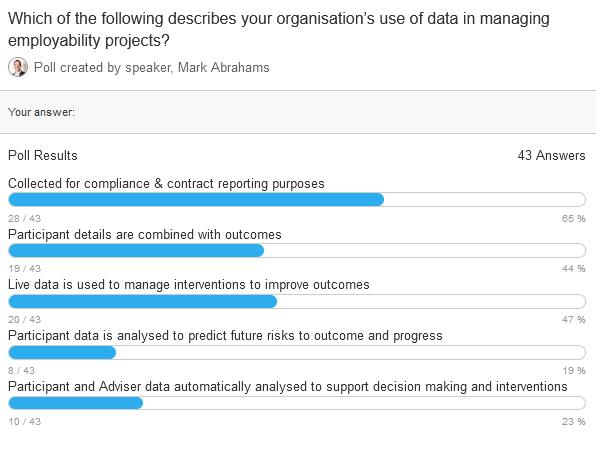 Which of the following describes your organisation's use of data in managing
employability projects?
Poll created by speaker, Mark Abrahams
Your answer:
Poll Results 43 Answers
Collected for compliance & contract reporting purposes
28 / 43 65 %
Participant details are combined with outcomes
19 / 43 44 %
Live data is used to manage interventions to improve outcomes
20 / 43 47 %
Participant data is analysed to predict future risks to outcome and progress
8 / 43 19 %
Participant and Adviser data automatically analysed to support decision making and interventions
10 / 43 23 %